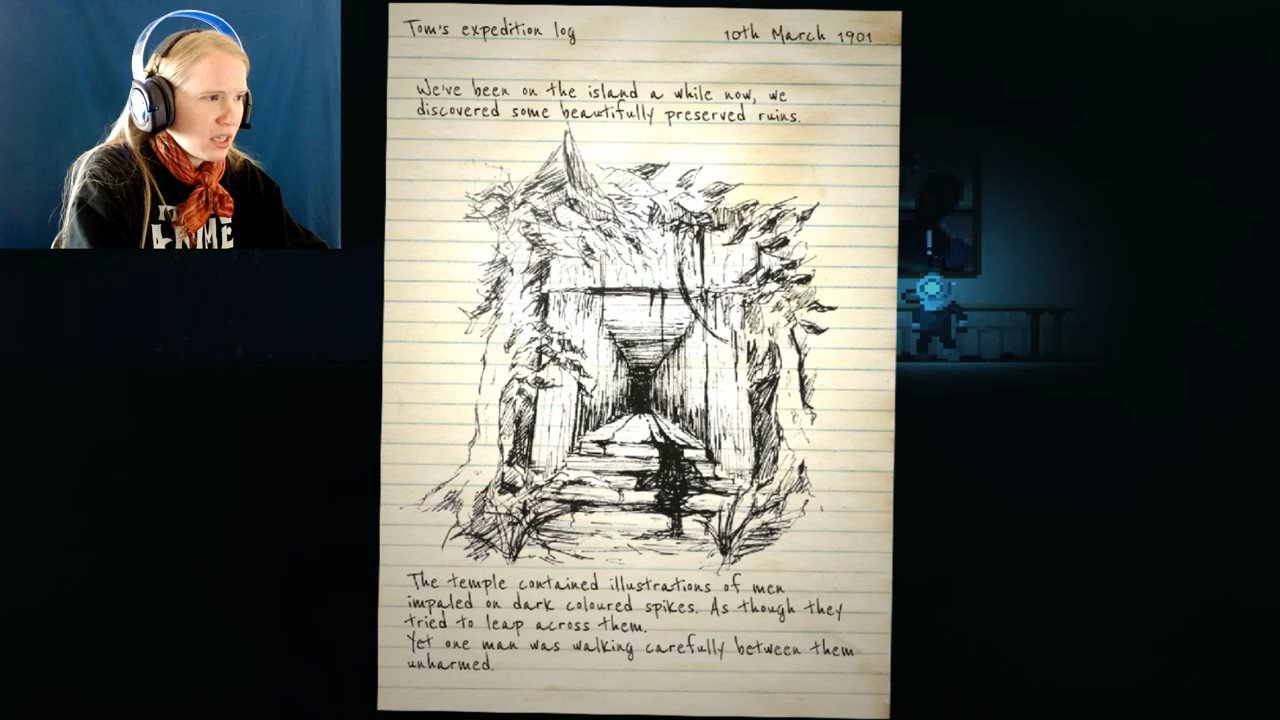 Tom's expedition log
10th March 1901
We've been on the island a while now, we
discovered some beautifully preserved ruins.
The temple contained illustrations of men
impaled on dark coloured spikes. As though they
tried to leap across them.
Yet one man was walking carefully between them
unharmed.